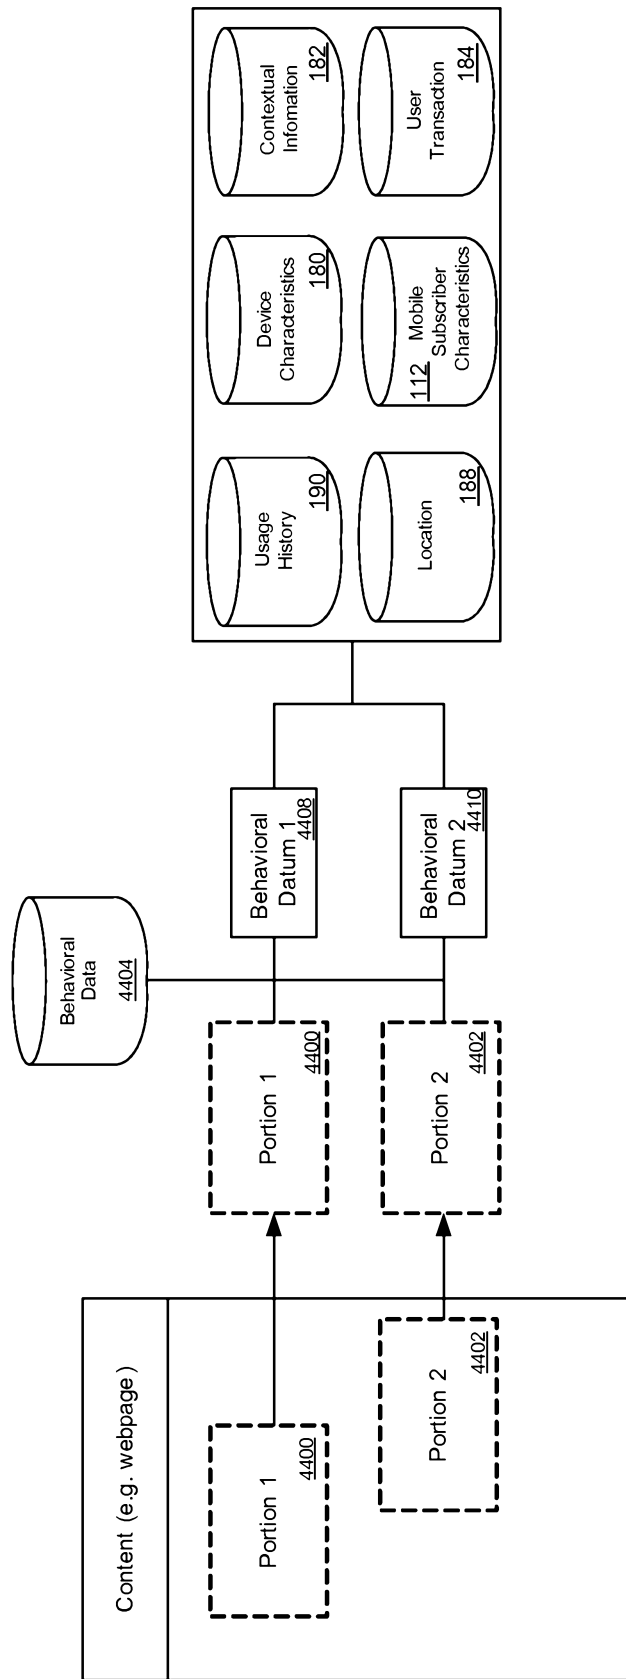 Content (e.g. webpage)
Portion 1
4400
Portion 2
4402
Portion 1
4400
Portion 2
4402
Behavioral
Data
4404
Behavioral
Datum 1
4408
Behavioral
Datum 2
4410
Usage
History
190
Device
Characteristics
180
Contextual
Infomation
182
Location
188
112
Mobile
Subscriber
Characteristics
User
Transaction
184